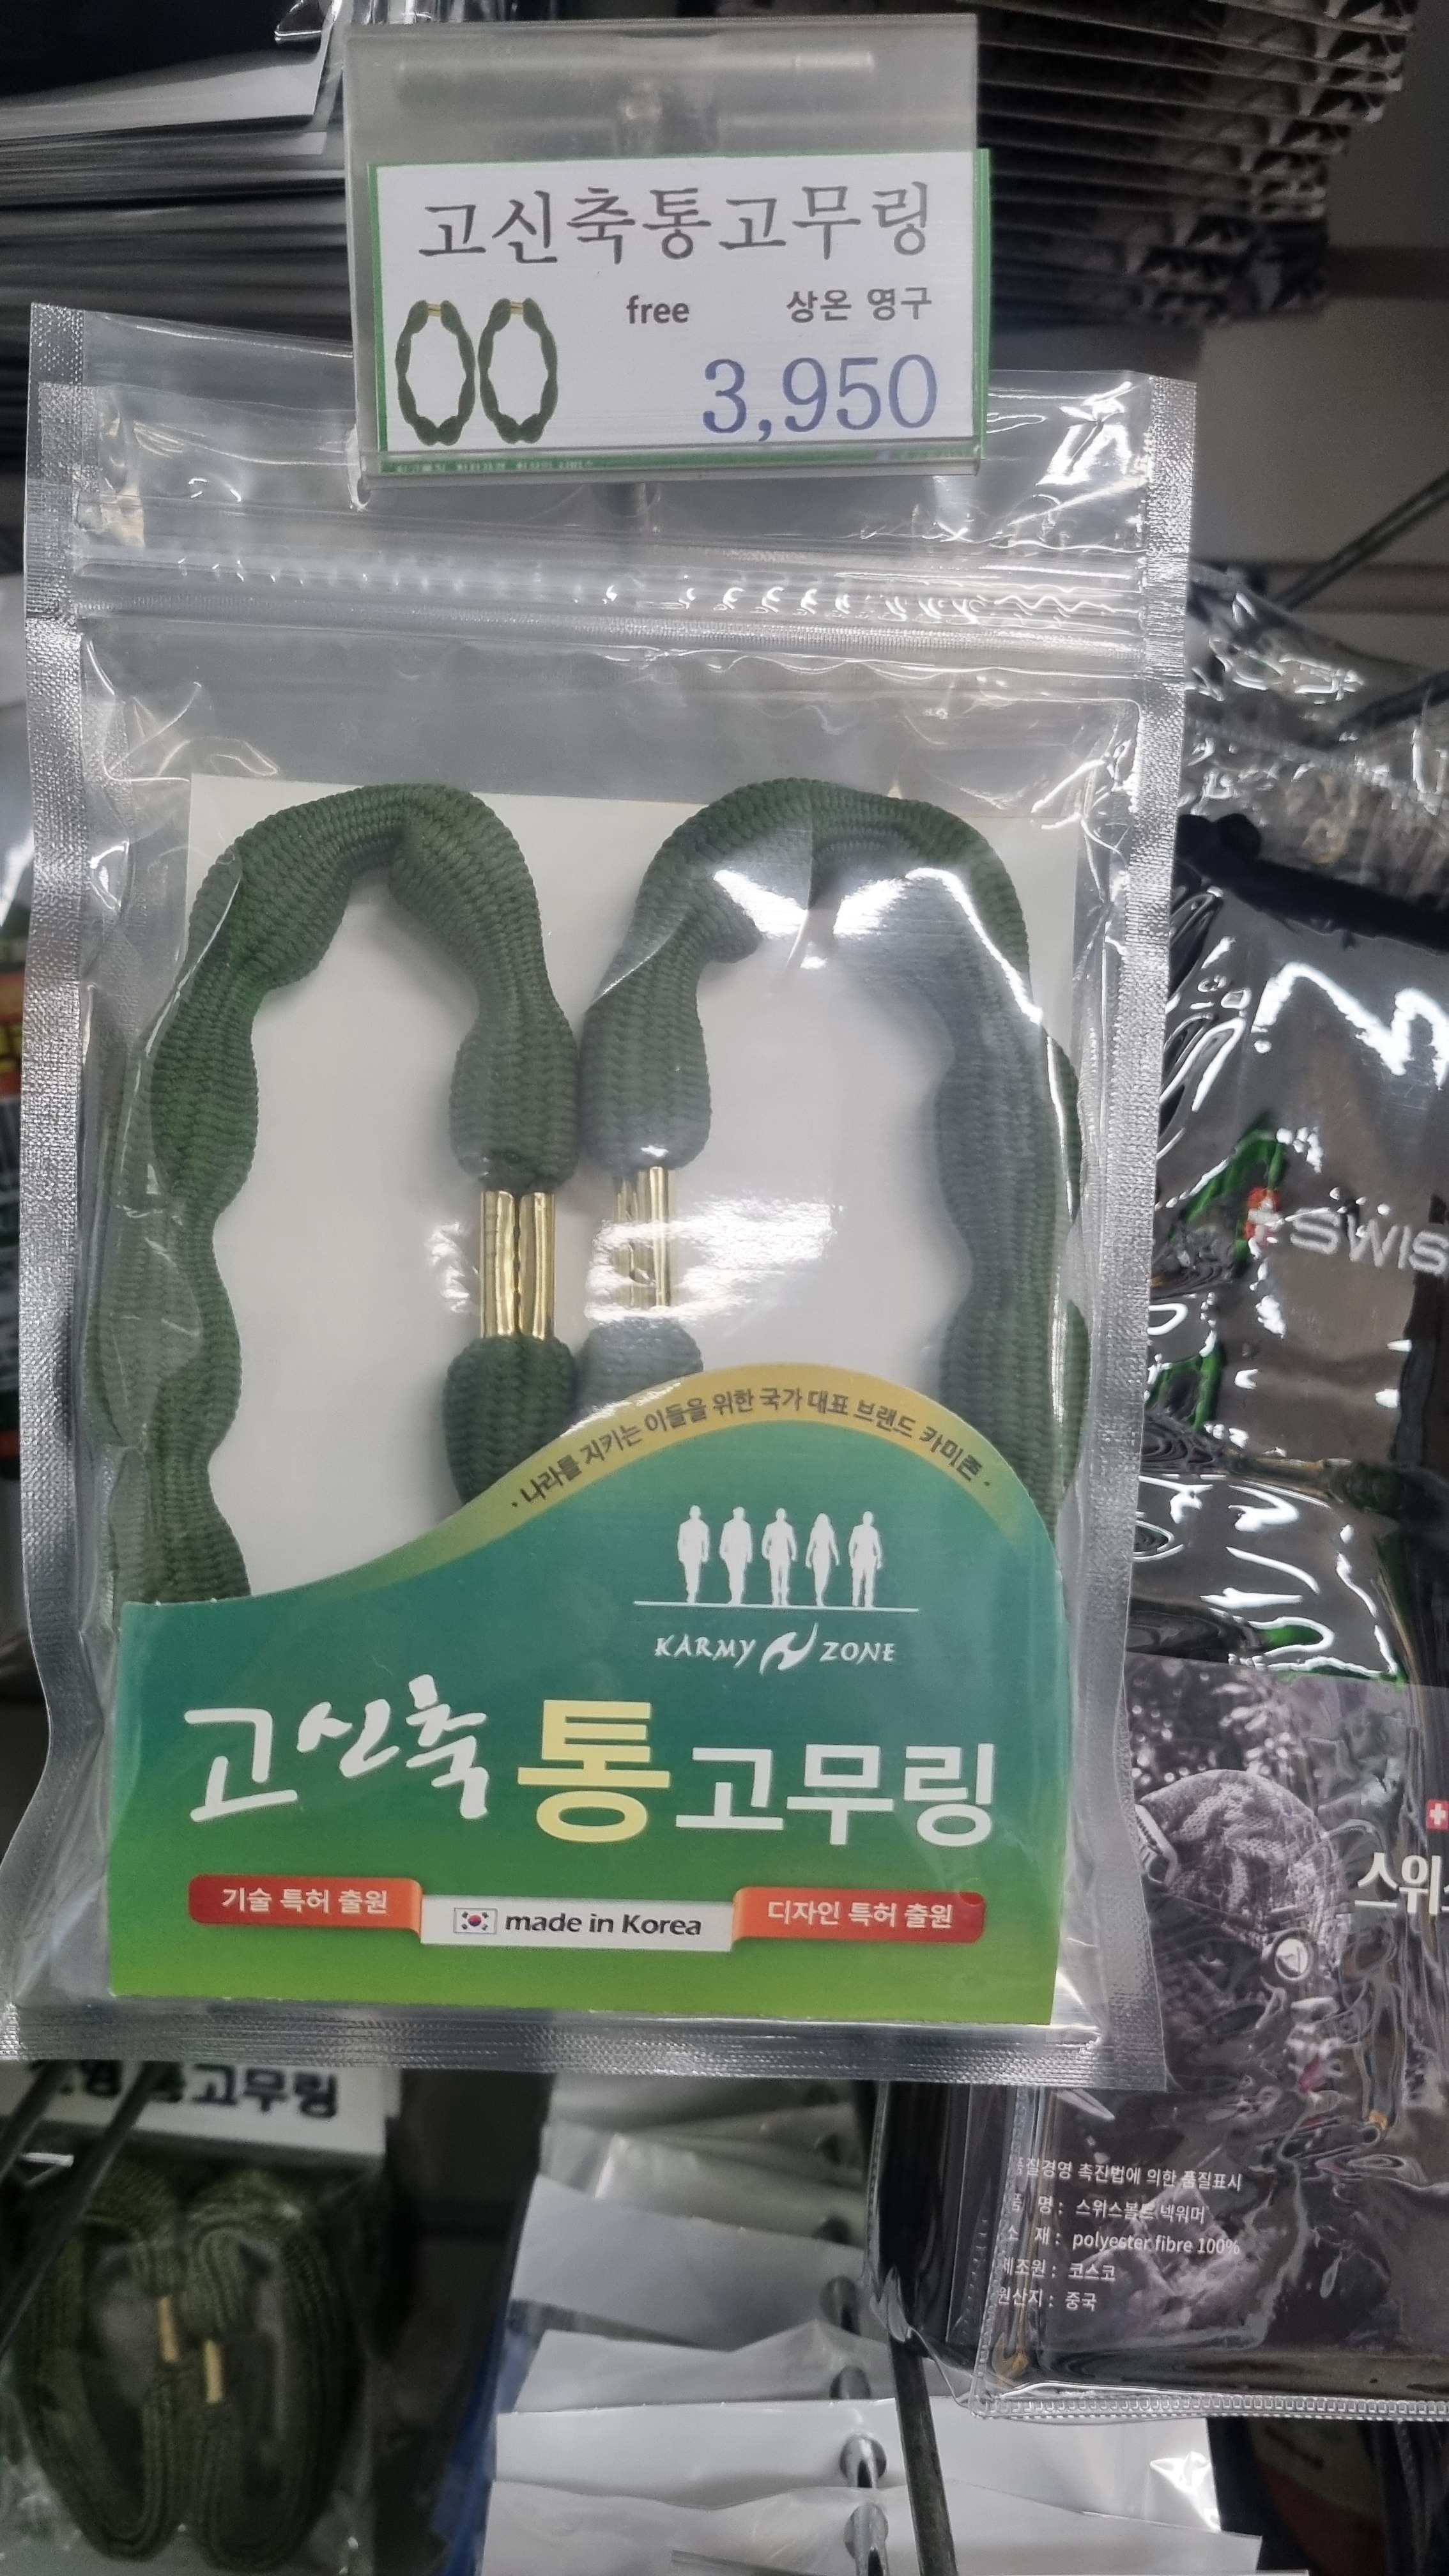 고신축통고무링
free 상온 영구
3,950
· 나라를 지키는 이들을 위한 국가 대표 브랜드 카미존 ·
KARMY ZONE
고신축 통고무링
기술 특허 출원
made in Korea
디자인 특허 출원
SWIS
스위
고무링
품질경영 촉진법에 의한 품질표시
품 명 : 스위스볼트 넥워머
소 재 : polyester fibre 100%
제조원 : 코스코
원산지 : 중국